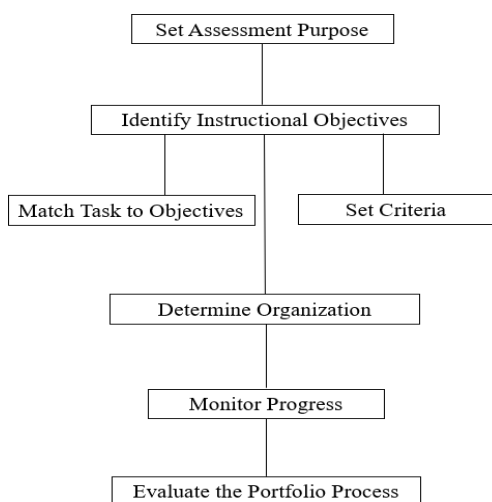 Set Assessment Purpose
Identify Instructional Objectives
Match Task to Objectives
Set Criteria
Determine Organization
Monitor Progress
Evaluate the Portfolio Process